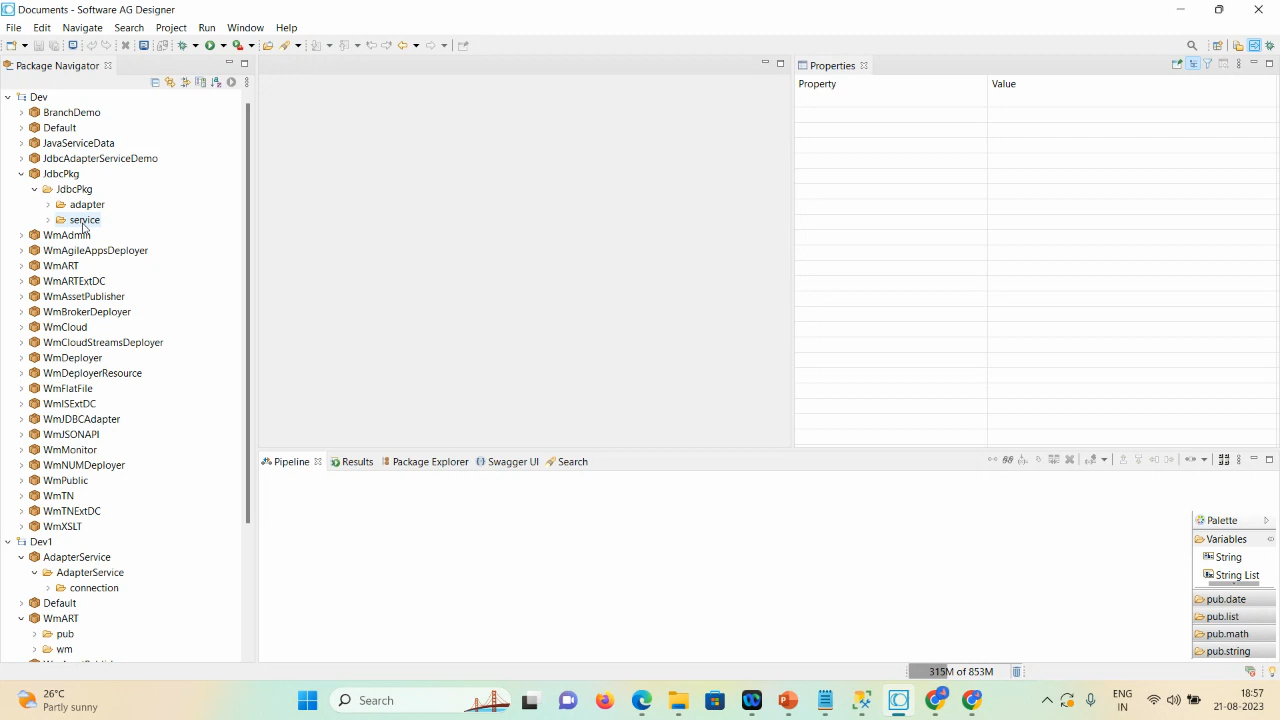 Documents - Software AG Designer
File Edit Navigate Search Project Run Window Help
Package Navigator
Dev
BranchDemo
Default
JavaServiceData
JdbcAdapterServiceDemo
JdbcPkg
JdbcPkg
adapter
service
WmAdmin
WmAgileAppsDeployer
WmART
WmARTExtDC
WmAssetPublisher
WmBrokerDeployer
WmCloud
WmCloudStreamsDeployer
WmDeployer
WmDeployerResource
WmFlatFile
WmISExtDC
WmJDBCAdapter
WmJSONAPI
WmMonitor
WmNUMDeployer
WmPublic
WmTN
WmTNExtDC
WmXSLT
Dev1
AdapterService
AdapterService
connection
Default
WmART
pub
wm
Properties
Property Value
Pipeline Results Package Explorer Swagger UI Search
Palette
Variables
String
String List
pub.date
pub.list
pub.math
pub.string
315M of 853M
26°C
Partly sunny
Search
ENG
IN
18:57
21-08-2023